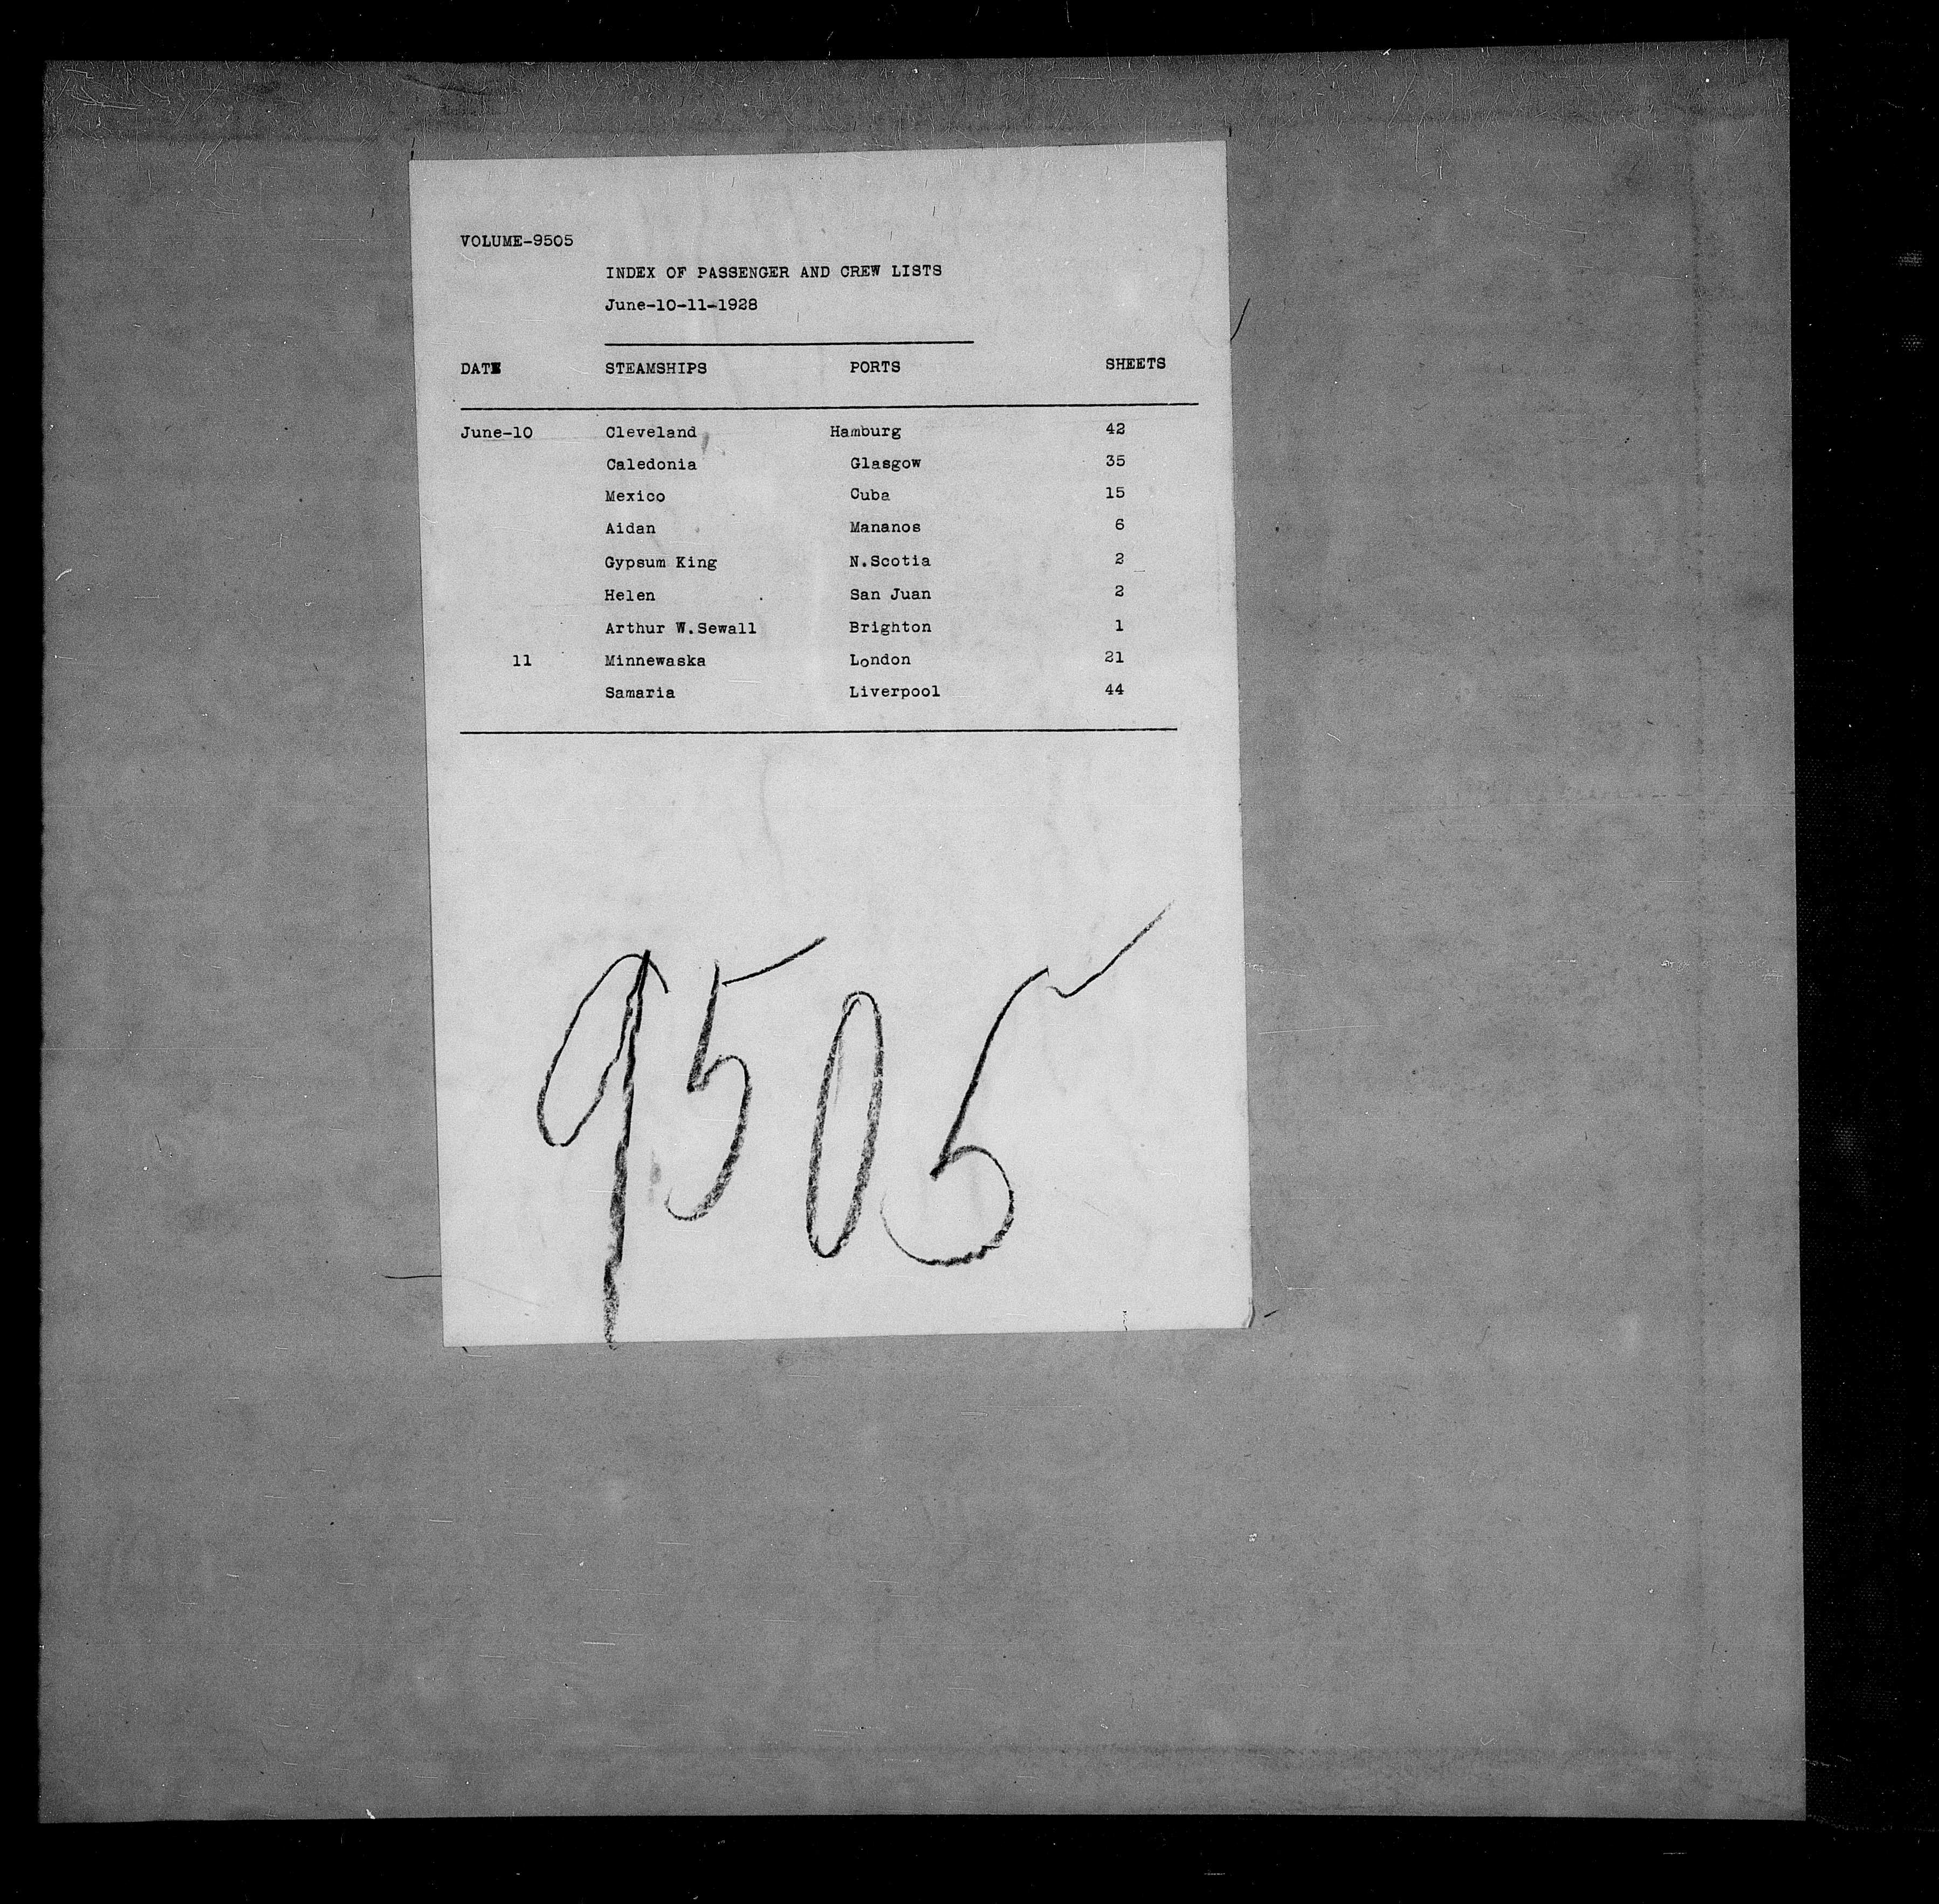 VOLUME-9505
INDEX OF PASSENGER AND CREW LISTS
June-10-11-1928
DATE STEAMSHIPS PORTS SHEETS
June-10 Cleveland Hamburg 42
Caledonia Glasgow 35
Mexico Cuba 15
Aidan Mananos 6
Gypsum King N.Scotia 2
Helen San Juan 2
Arthur W.Sewall Brighton 1
11 Minnewaska London 21
Samaria Liverpool 44
9505